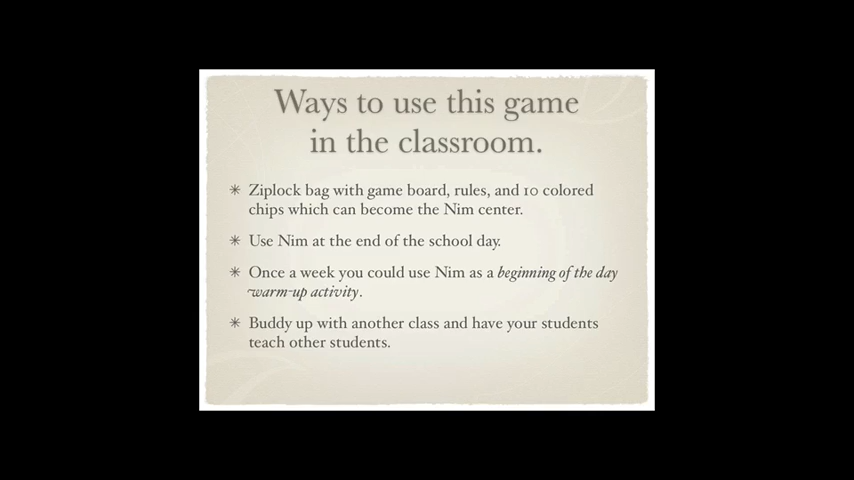 Ways to use this game
in the classroom.
✳ Ziplock bag with game board, rules, and 10 colored
chips which can become the Nim center.
✳ Use Nim at the end of the school day.
✳ Once a week you could use Nim as a beginning of the day
warm-up activity.
✳ Buddy up with another class and have your students
teach other students.